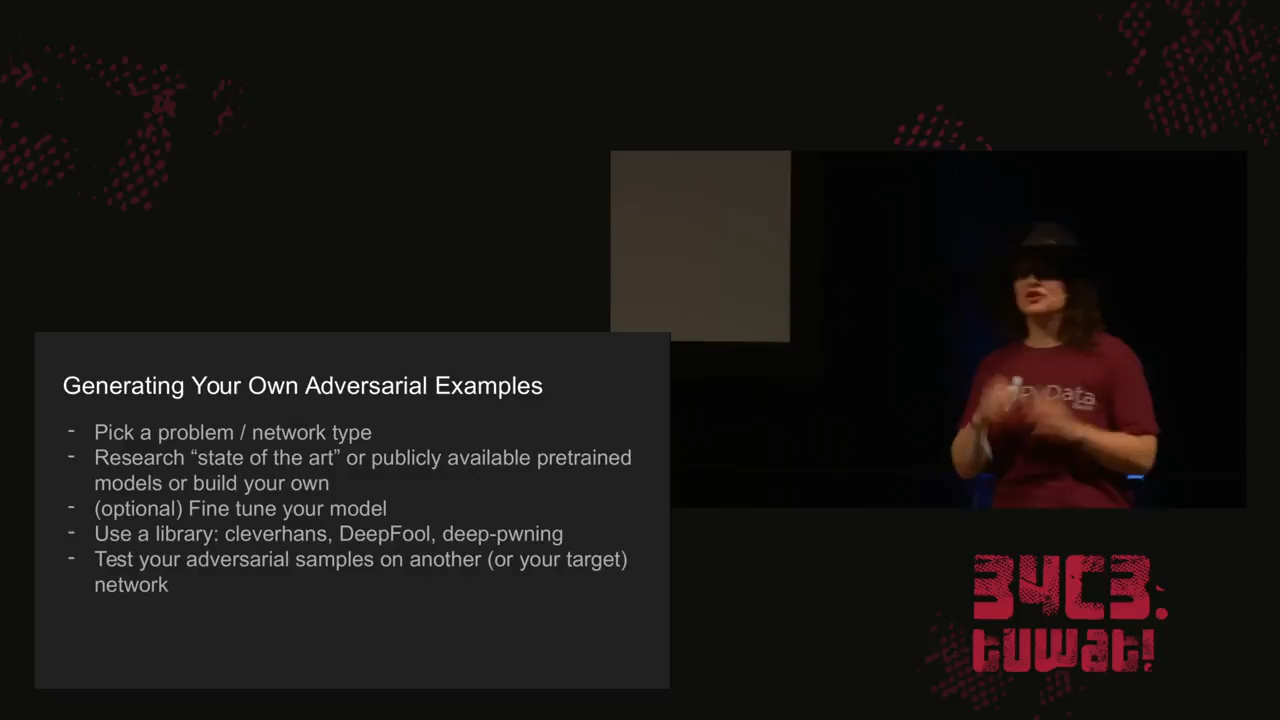 Generating Your Own Adversarial Examples
- Pick a problem / network type
- Research “state of the art” or publicly available pretrained
models or build your own
- (optional) Fine tune your model
- Use a library: cleverhans, DeepFool, deep-pwning
- Test your adversarial samples on another (or your target)
network
PyData
34C3.
tuwat!